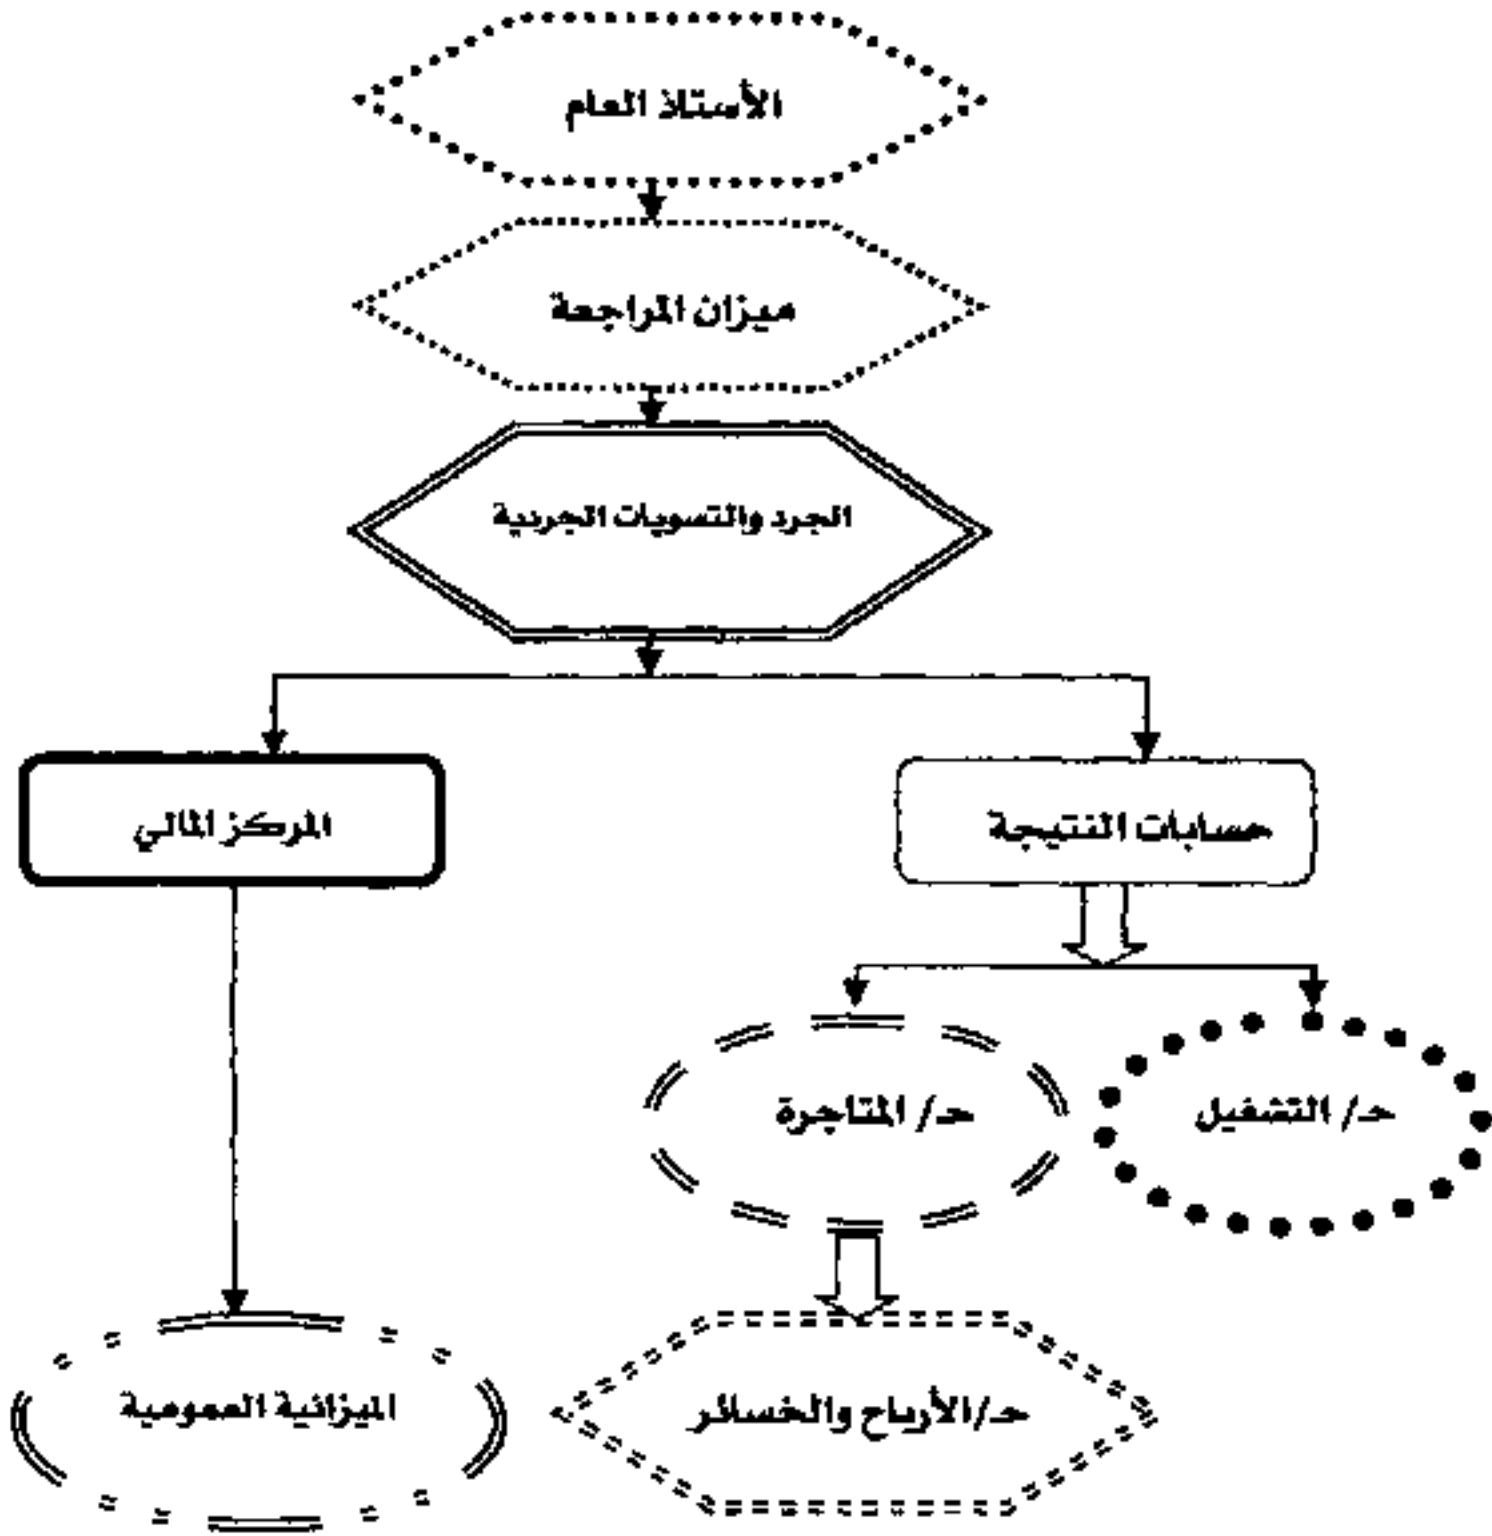 الأستاذ العام
ميزان المراجعة
الجرد والتسويات الجردية
حسابات النتيجة
المركز المالي
حـ/ التشغيل
حـ/ المتاجرة
حـ/الأرباح والخسائر
الميزانية العمومية